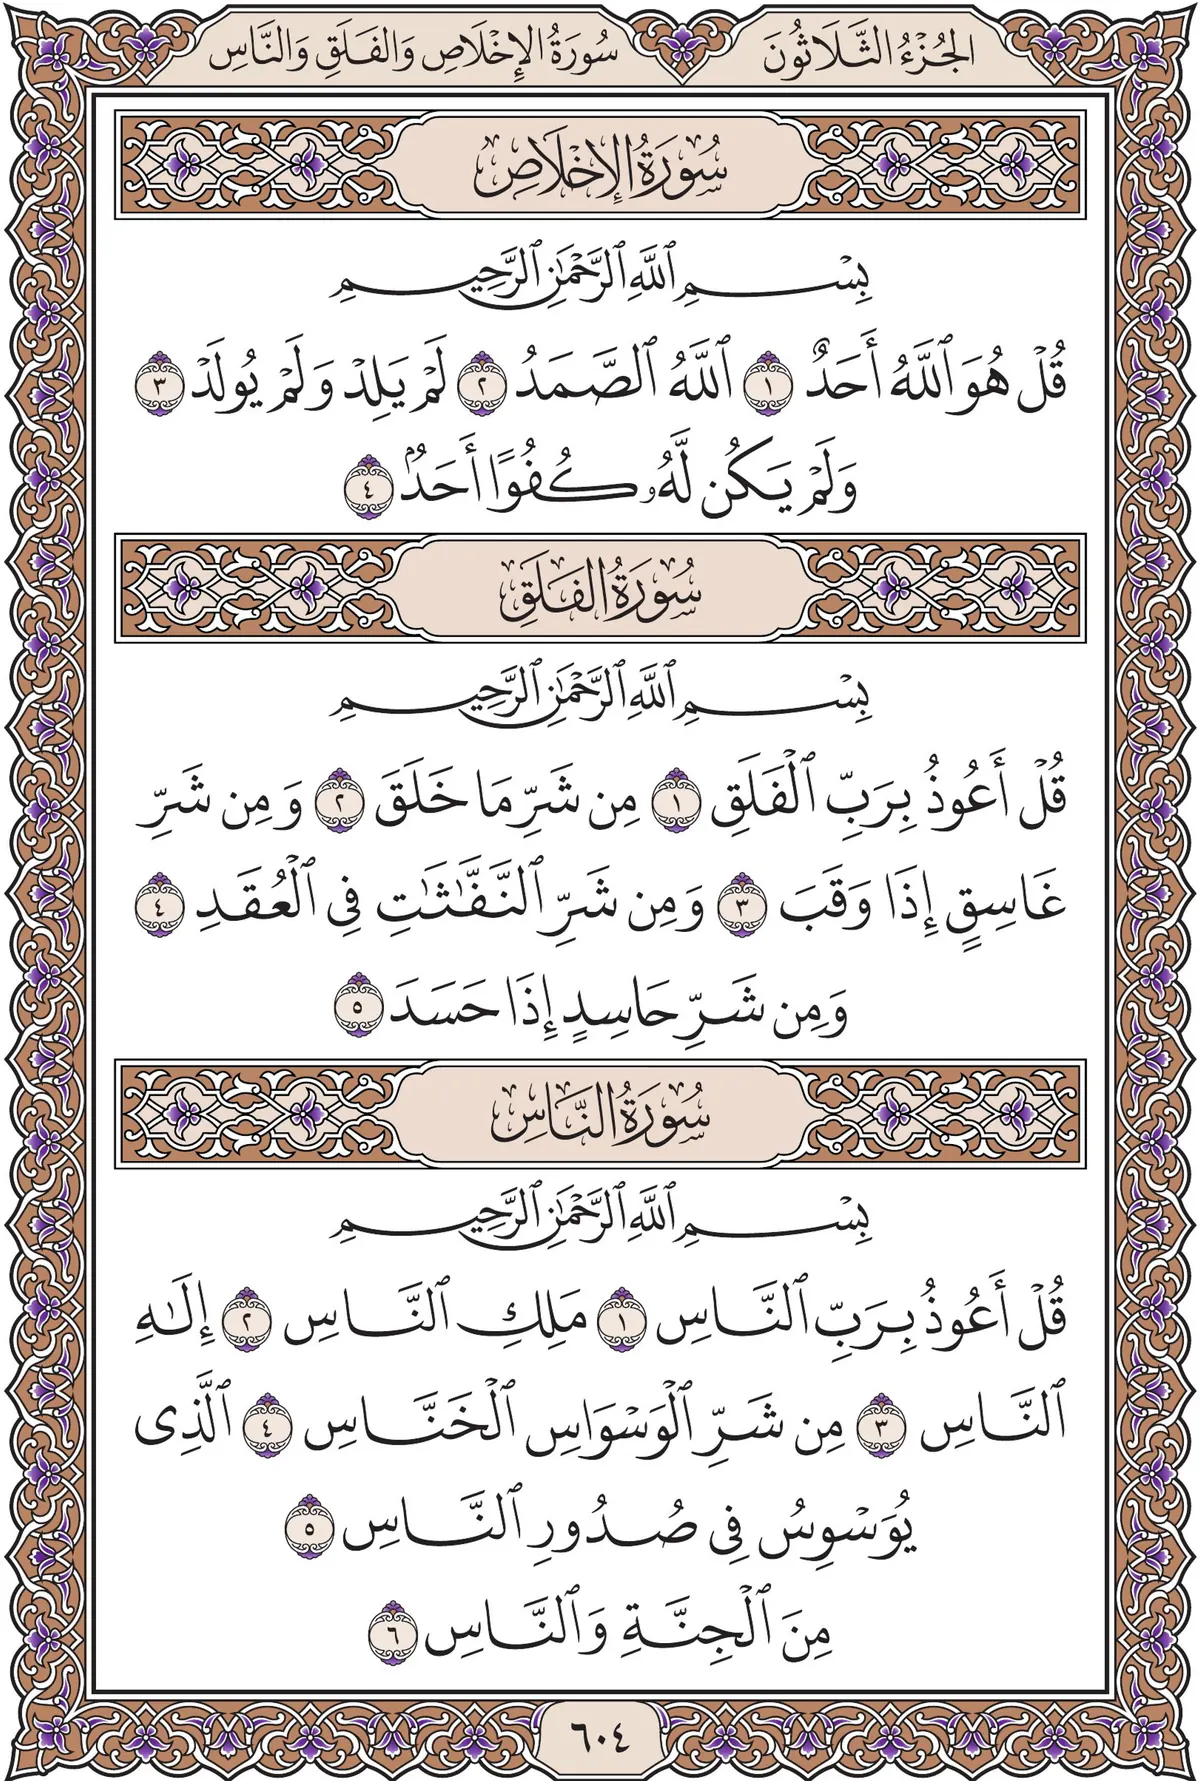 الجُزْءُ الثَّلَاثُونَ
سُورَةُ الإِخْلَاصِ وَالفَلَقِ وَالنَّاسِ
سُورَةُ الإِخْلَاصِ
بِسْمِ ٱللَّهِ ٱلرَّحْمَٰنِ ٱلرَّحِيمِ
قُلْ هُوَ ٱللَّهُ أَحَدٌ ١ ٱللَّهُ ٱلصَّمَدُ ٢ لَمْ يَلِدْ وَلَمْ يُولَدْ ٣
وَلَمْ يَكُن لَّهُۥ كُفُوًا أَحَدٌۢ ٤
سُورَةُ الفَلَقِ
بِسْمِ ٱللَّهِ ٱلرَّحْمَٰنِ ٱلرَّحِيمِ
قُلْ أَعُوذُ بِرَبِّ ٱلْفَلَقِ ١ مِن شَرِّ مَا خَلَقَ ٢ وَمِن شَرِّ
غَاسِقٍ إِذَا وَقَبَ ٣ وَمِن شَرِّ ٱلنَّفَّٰثَٰتِ فِى ٱلْعُقَدِ ٤
وَمِن شَرِّ حَاسِدٍ إِذَا حَسَدَ ٥
سُورَةُ النَّاسِ
بِسْمِ ٱللَّهِ ٱلرَّحْمَٰنِ ٱلرَّحِيمِ
قُلْ أَعُوذُ بِرَبِّ ٱلنَّاسِ ١ مَلِكِ ٱلنَّاسِ ٢ إِلَٰهِ
ٱلنَّاسِ ٣ مِن شَرِّ ٱلْوَسْوَاسِ ٱلْخَنَّاسِ ٤ ٱلَّذِى
يُوَسْوِسُ فِى صُدُورِ ٱلنَّاسِ ٥
مِنَ ٱلْجِنَّةِ وَٱلنَّاسِ ٦
٦٠٤